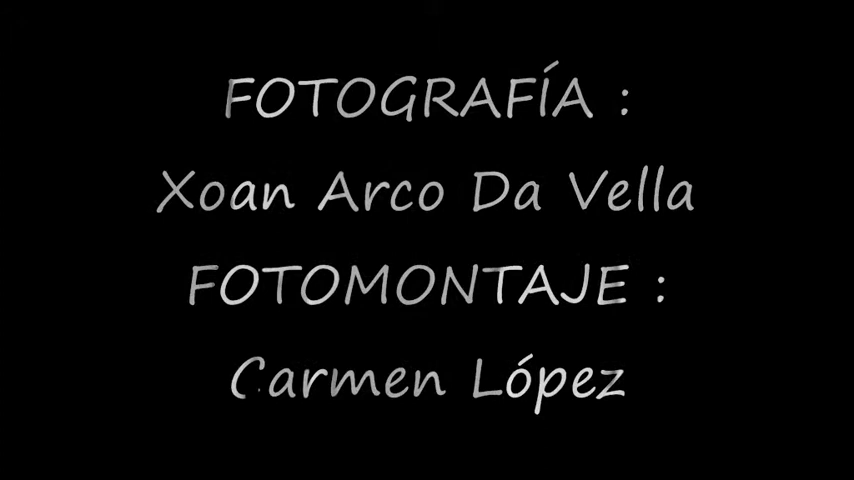 FOTOGRAFÍA :
Xoan Arco Da Vella
FOTOMONTAJE :
Carmen López